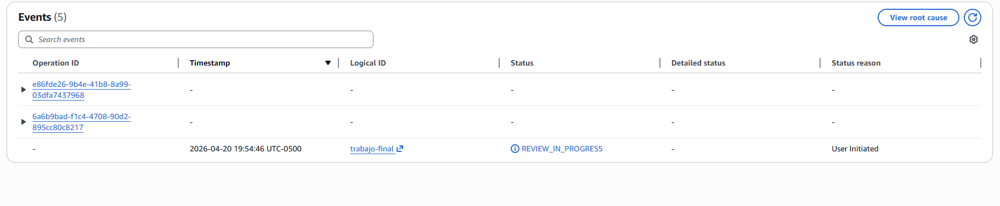 Events (5)
View root cause
Search events
Operation ID Timestamp Logical ID Status Detailed status Status reason
e86fde26-9b4e-41b8-8a99-
03dfa7437968
- - - - -
6a6b9bad-f1c4-4708-90d2-
895cc80c8217
- - - - -
- 2026-04-20 19:54:46 UTC-0500 trabajo-final REVIEW_IN_PROGRESS - User Initiated